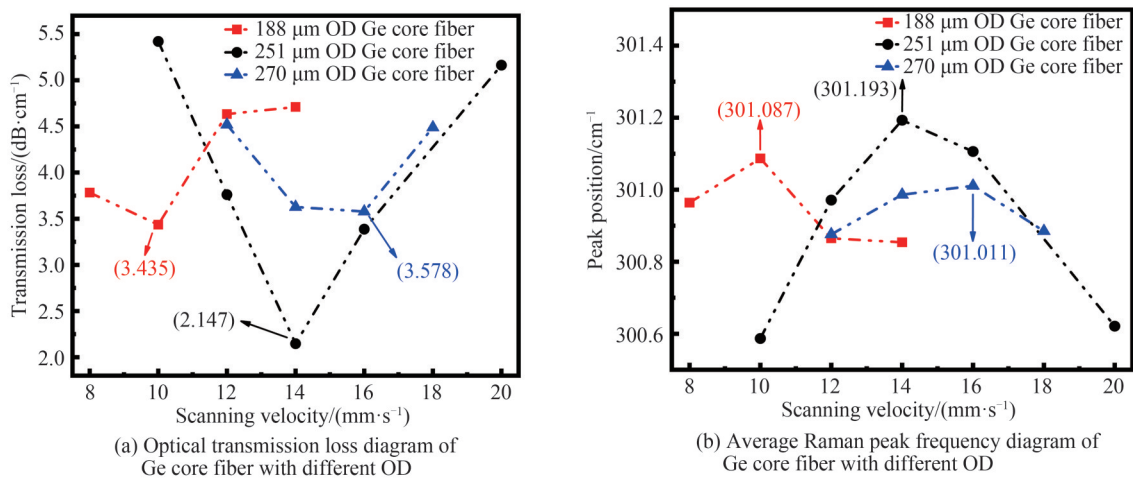 188 μm OD Ge core fiber
251 μm OD Ge core fiber
270 μm OD Ge core fiber
5.5
5.0
4.5
4.0
3.5
3.0
2.5
2.0
Transmission loss/(dB·cm⁻¹)
(3.435)
(2.147)
(3.578)
8 10 12 14 16 18 20
Scanning velocity/(mm·s⁻¹)
(a) Optical transmission loss diagram of
Ge core fiber with different OD
188 μm OD Ge core fiber
251 μm OD Ge core fiber
270 μm OD Ge core fiber
301.4
301.2
301.0
300.8
300.6
Peak position/cm⁻¹
(301.087)
(301.193)
(301.011)
8 10 12 14 16 18 20
Scanning velocity/(mm·s⁻¹)
(b) Average Raman peak frequency diagram of
Ge core fiber with different OD